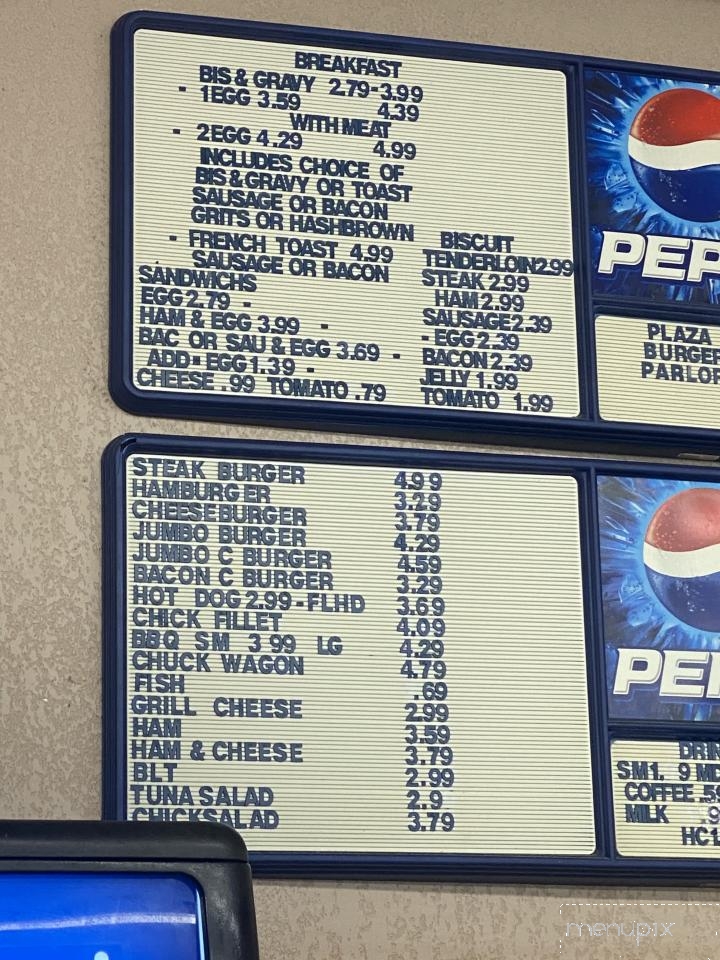 BREAKFAST
BIS & GRAVY 2.79-3.99
- 1EGG 3.59 4.39
WITH MEAT
- 2EGG 4.29 4.99
INCLUDES CHOICE OF
BIS & GRAVY OR TOAST
SAUSAGE OR BACON
GRITS OR HASHBROWN
- FRENCH TOAST 4.99
SAUSAGE OR BACON
SANDWICHS
EGG 2.79 -
HAM & EGG 3.99 -
BAC OR SAU & EGG 3.69 -
ADD - EGG 1.39 -
CHEESE .99 TOMATO .79
BISCUIT
TENDERLOIN2.99
STEAK 2.99
HAM 2.99
SAUSAGE2.39
- EGG 2.39
BACON 2.39
JELLY 1.99
TOMATO 1.99
PEP
PLAZA
BURGER
PARLOR
STEAK BURGER 4.99
HAMBURGER 3.29
CHEESEBURGER 3.79
JUMBO BURGER 4.29
JUMBO C BURGER 4.59
BACON C BURGER 3.29
HOT DOG 2.99 - FLHD 3.69
CHICK FILLET 4.09
BBQ SM 3 99 LG 4.29
CHUCK WAGON 4.79
FISH .69
GRILL CHEESE 2.99
HAM 3.59
HAM & CHEESE 3.79
BLT 2.99
TUNA SALAD 2.9
CHICKSALAD 3.79
PEP
DRIN
SM1. 9 MD
COFFEE .59
MILK .9
HC1
menupix